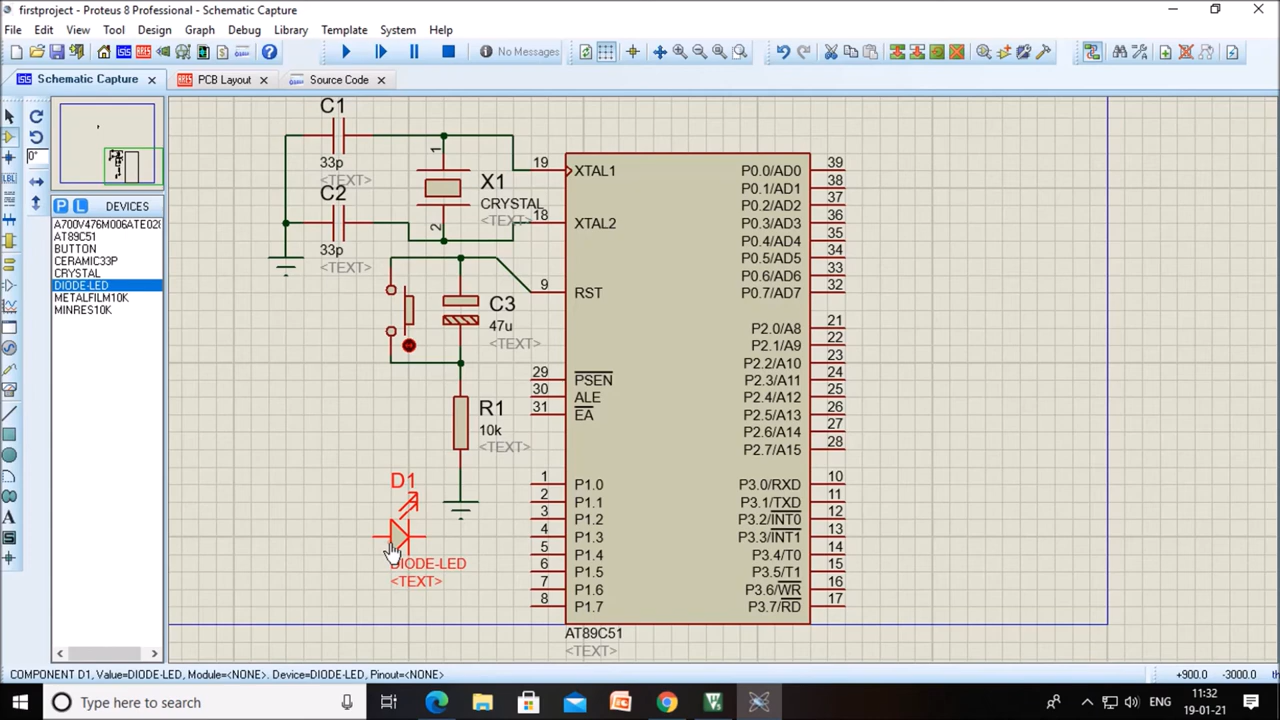 firstproject - Proteus 8 Professional - Schematic Capture
File Edit View Tool Design Graph Debug Library Template System Help
No Messages
Schematic Capture PCB Layout Source Code
0°
LBL
P L DEVICES
A700V476M006ATE02
AT89C51
BUTTON
CERAMIC33P
CRYSTAL
DIODE-LED
METALFILM10K
MINRES10K
A
S
C1
33p
<TEXT>
C2
33p
<TEXT>
1
X1
CRYSTAL
<TEXT>
2
C3
47u
<TEXT>
R1
10k
<TEXT>
D1
DIODE-LED
<TEXT>
19 XTAL1
18 XTAL2
9 RST
29 PSEN
30 ALE
31 EA
1 P1.0
2 P1.1
3 P1.2
4 P1.3
5 P1.4
6 P1.5
7 P1.6
8 P1.7
P0.0/AD0 39
P0.1/AD1 38
P0.2/AD2 37
P0.3/AD3 36
P0.4/AD4 35
P0.5/AD5 34
P0.6/AD6 33
P0.7/AD7 32
P2.0/A8 21
P2.1/A9 22
P2.2/A10 23
P2.3/A11 24
P2.4/A12 25
P2.5/A13 26
P2.6/A14 27
P2.7/A15 28
P3.0/RXD 10
P3.1/TXD 11
P3.2/INT0 12
P3.3/INT1 13
P3.4/T0 14
P3.5/T1 15
P3.6/WR 16
P3.7/RD 17
AT89C51
<TEXT>
COMPONENT D1, Value=DIODE-LED, Module=<NONE>. Device=DIODE-LED, Pinout=<NONE>.
+900.0 -3000.0
Type here to search
ENG
11:32
19-01-21